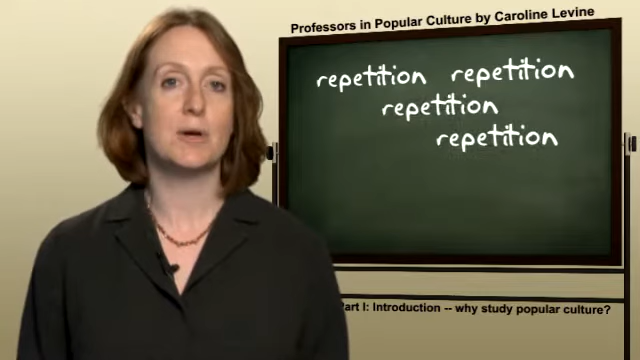 Professors in Popular Culture by Caroline Levine
repetition repetition
repetition
repetition
Part I: Introduction -- why study popular culture?